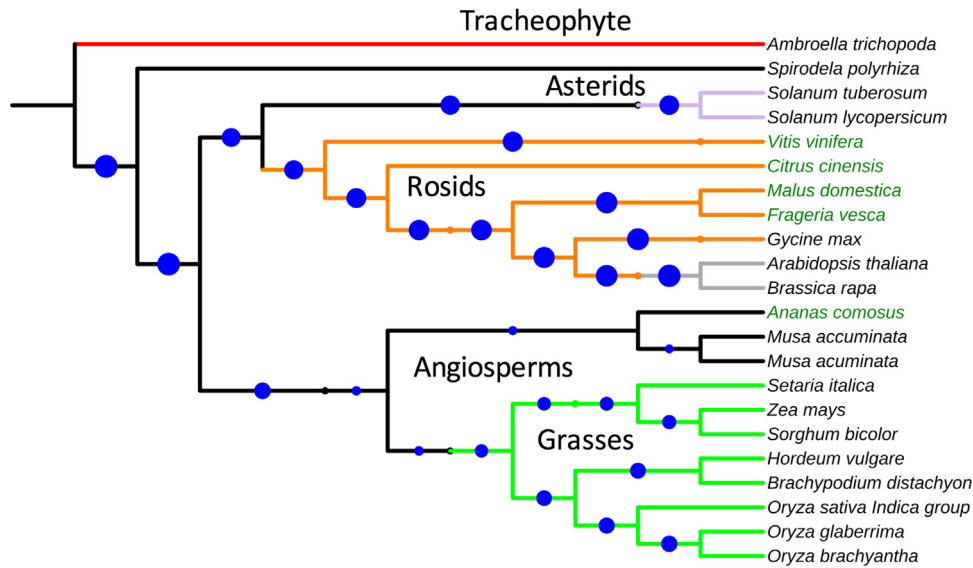 Tracheophyte
Ambroella trichopoda
Spirodela polyrhiza
Asterids
Solanum tuberosum
Solanum lycopersicum
Vitis vinifera
Citrus cinensis
Rosids
Malus domestica
Frageria vesca
Gycine max
Arabidopsis thaliana
Brassica rapa
Ananas comosus
Musa accuminata
Angiosperms
Musa acuminata
Setaria italica
Zea mays
Grasses
Sorghum bicolor
Hordeum vulgare
Brachypodium distachyon
Oryza sativa Indica group
Oryza glaberrima
Oryza brachyantha